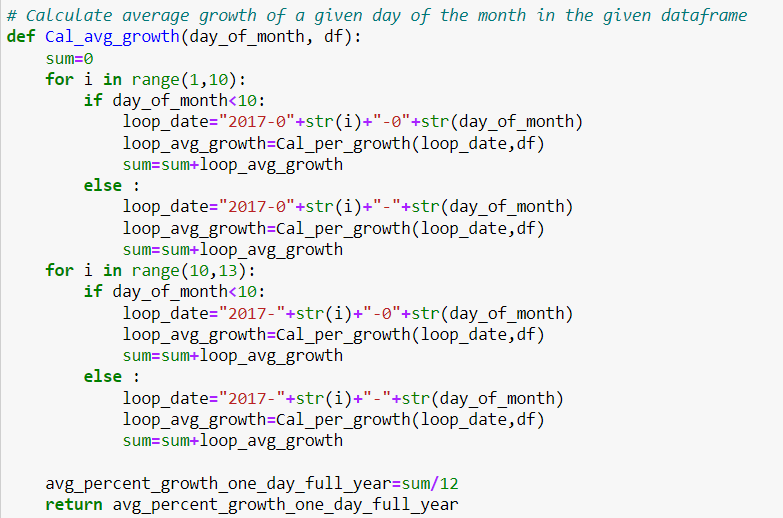 # Calculate average growth of a given day of the month in the given dataframe
def Cal_avg_growth(day_of_month, df):
    sum=0
    for i in range(1,10):
        if day_of_month<10:
            loop_date="2017-0"+str(i)+"-0"+str(day_of_month)
            loop_avg_growth=Cal_per_growth(loop_date,df)
            sum=sum+loop_avg_growth
        else :
            loop_date="2017-0"+str(i)+"-"+str(day_of_month)
            loop_avg_growth=Cal_per_growth(loop_date,df)
            sum=sum+loop_avg_growth
    for i in range(10,13):
        if day_of_month<10:
            loop_date="2017-"+str(i)+"-0"+str(day_of_month)
            loop_avg_growth=Cal_per_growth(loop_date,df)
            sum=sum+loop_avg_growth
        else :
            loop_date="2017-"+str(i)+"-"+str(day_of_month)
            loop_avg_growth=Cal_per_growth(loop_date,df)
            sum=sum+loop_avg_growth

    avg_percent_growth_one_day_full_year=sum/12
    return avg_percent_growth_one_day_full_year